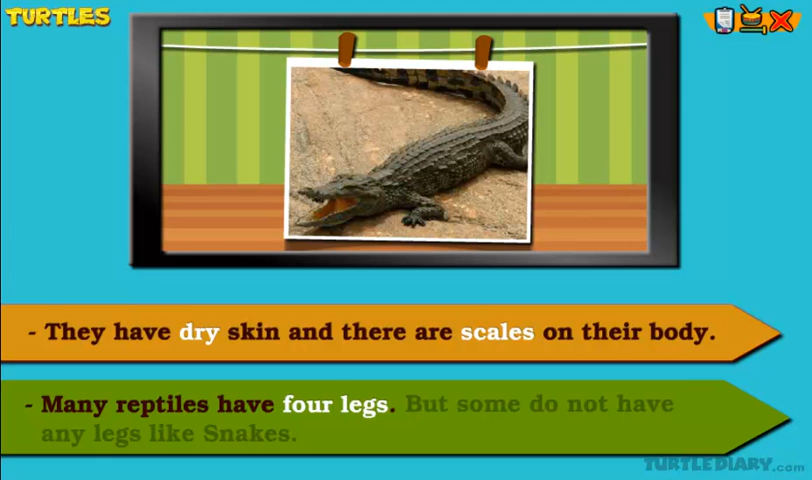 TURTLES
- They have dry skin and there are scales on their body.
- Many reptiles have four legs. But some do not have
any legs like Snakes.
TURTLEDIARY.com